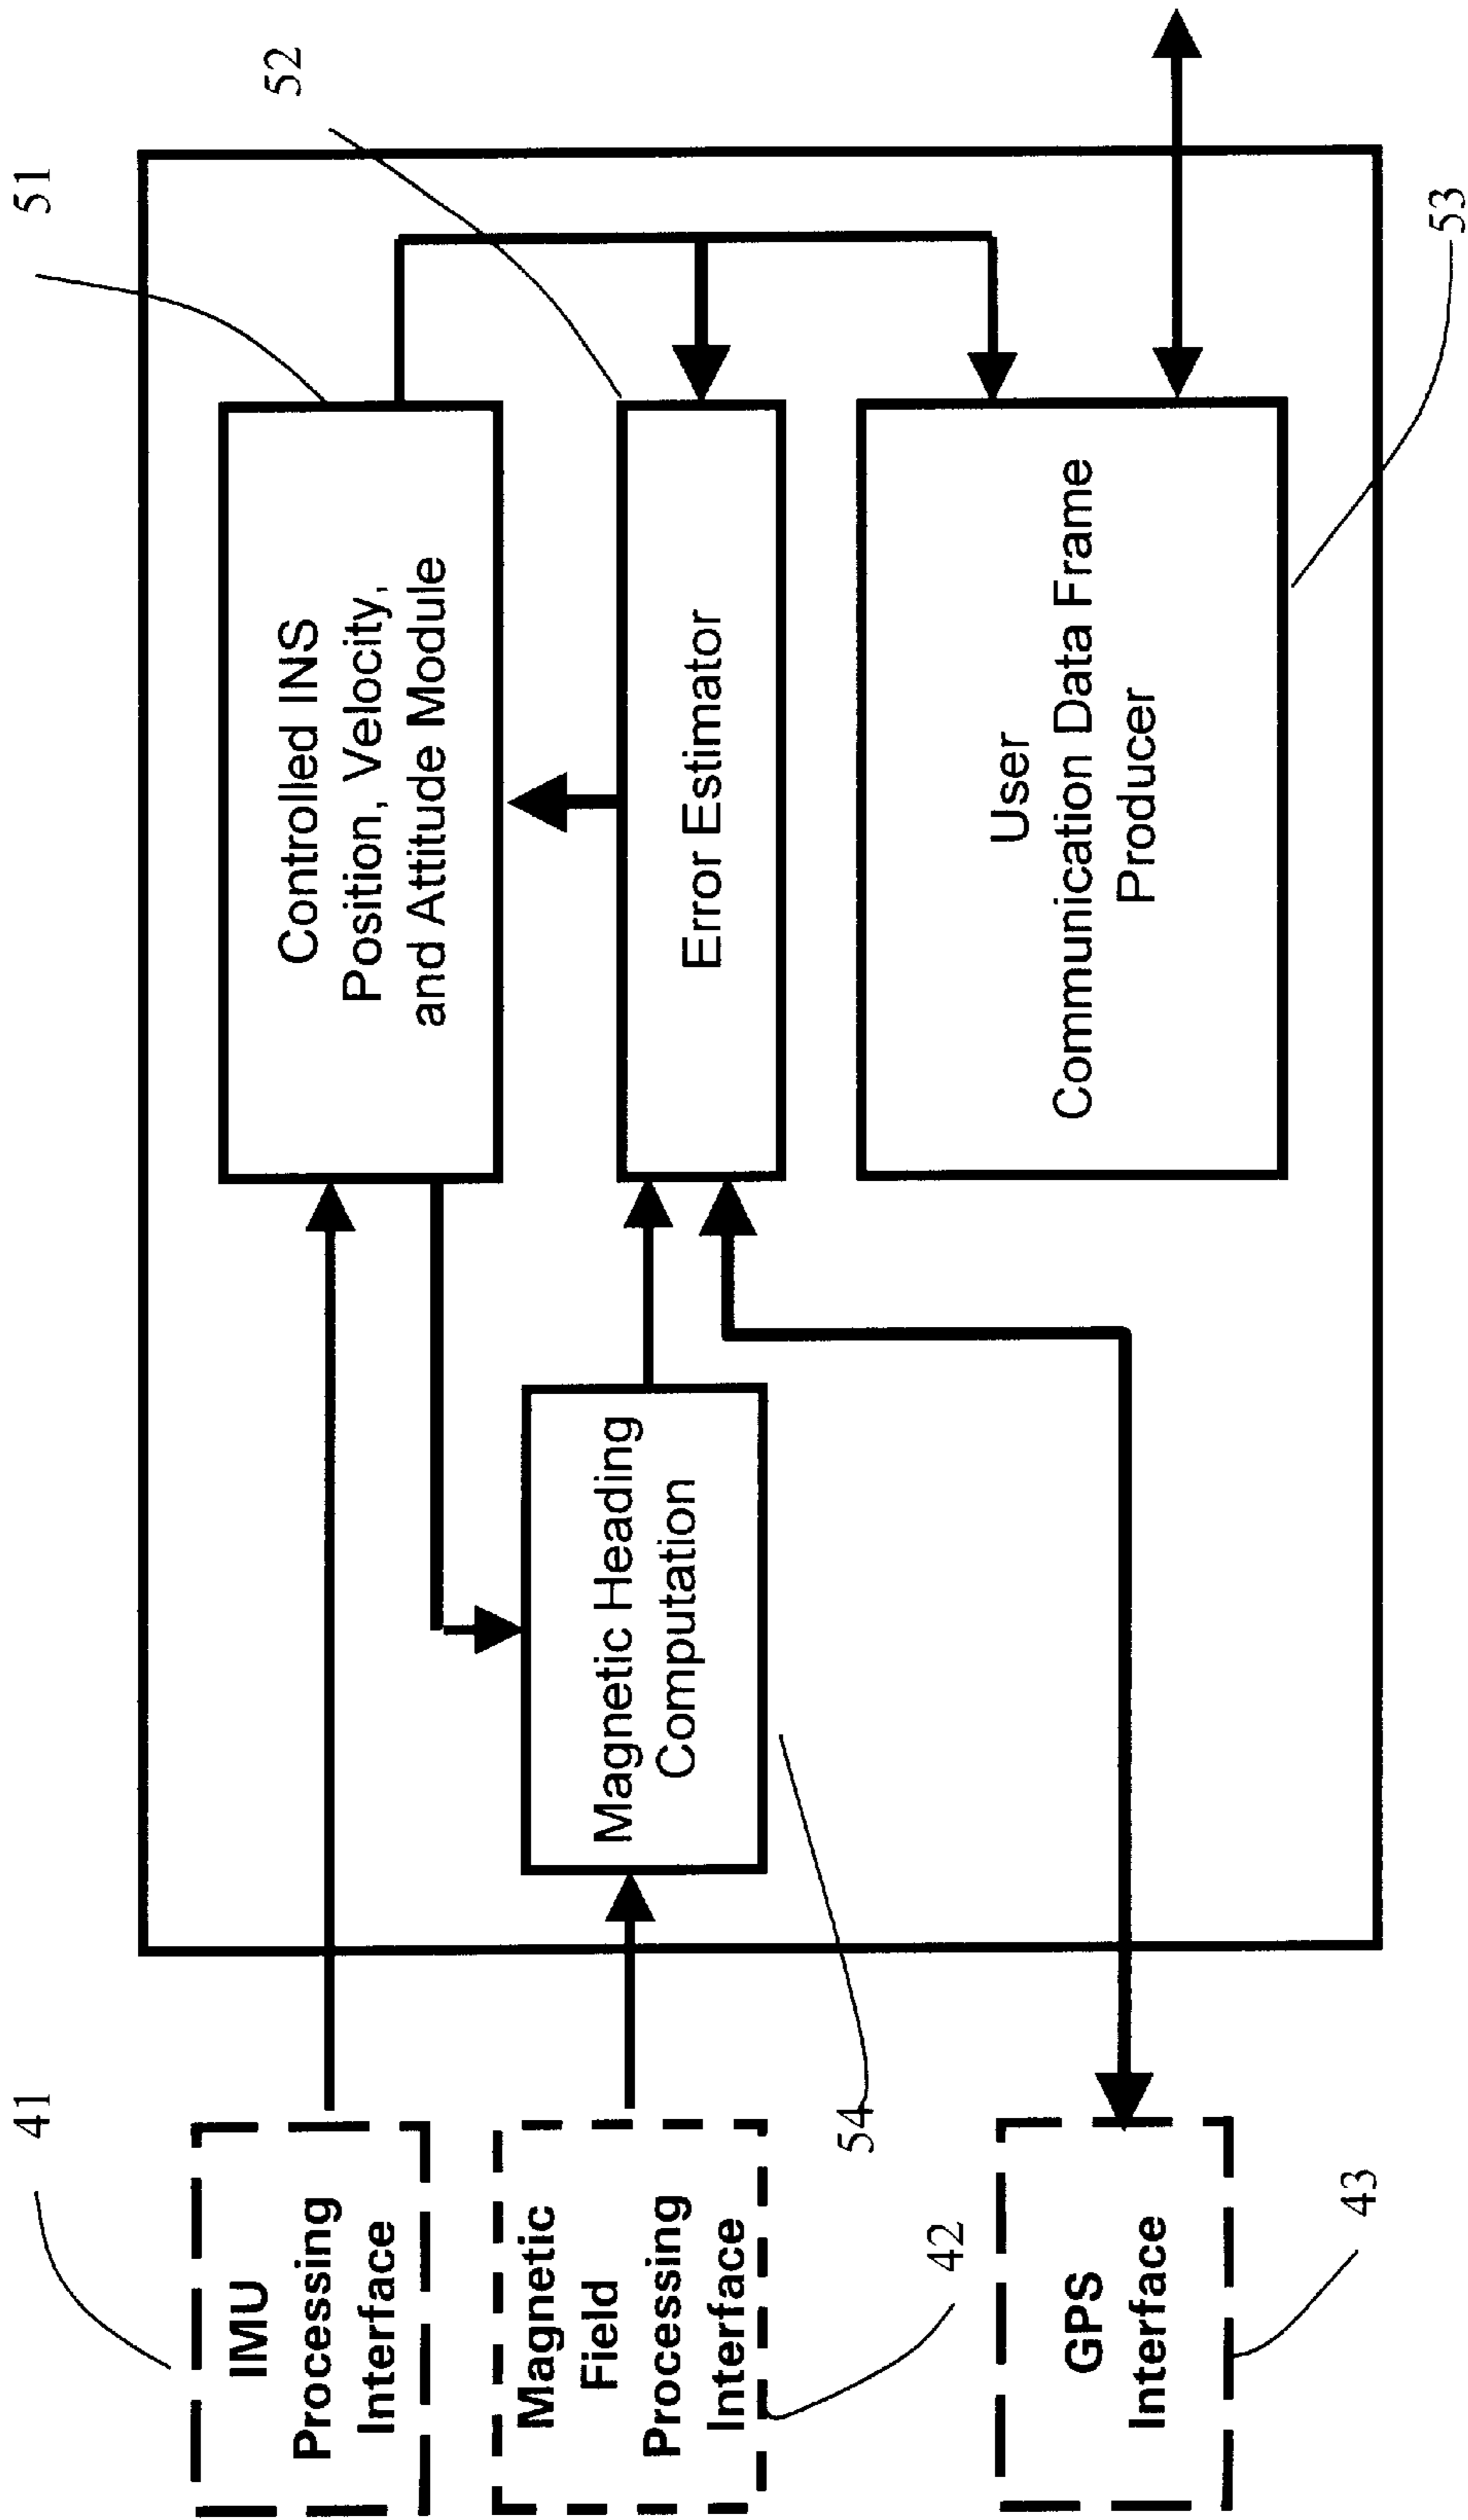 41
IMU
Processing
Interface
Magnetic
Field
Processing
Interface
42
GPS
Interface
43
54
Magnetic Heading
Computation
51
Controlled INS
Position, Velocity,
and Attitude Module
52
Error Estimator
User
Communication Data Frame
Producer
53